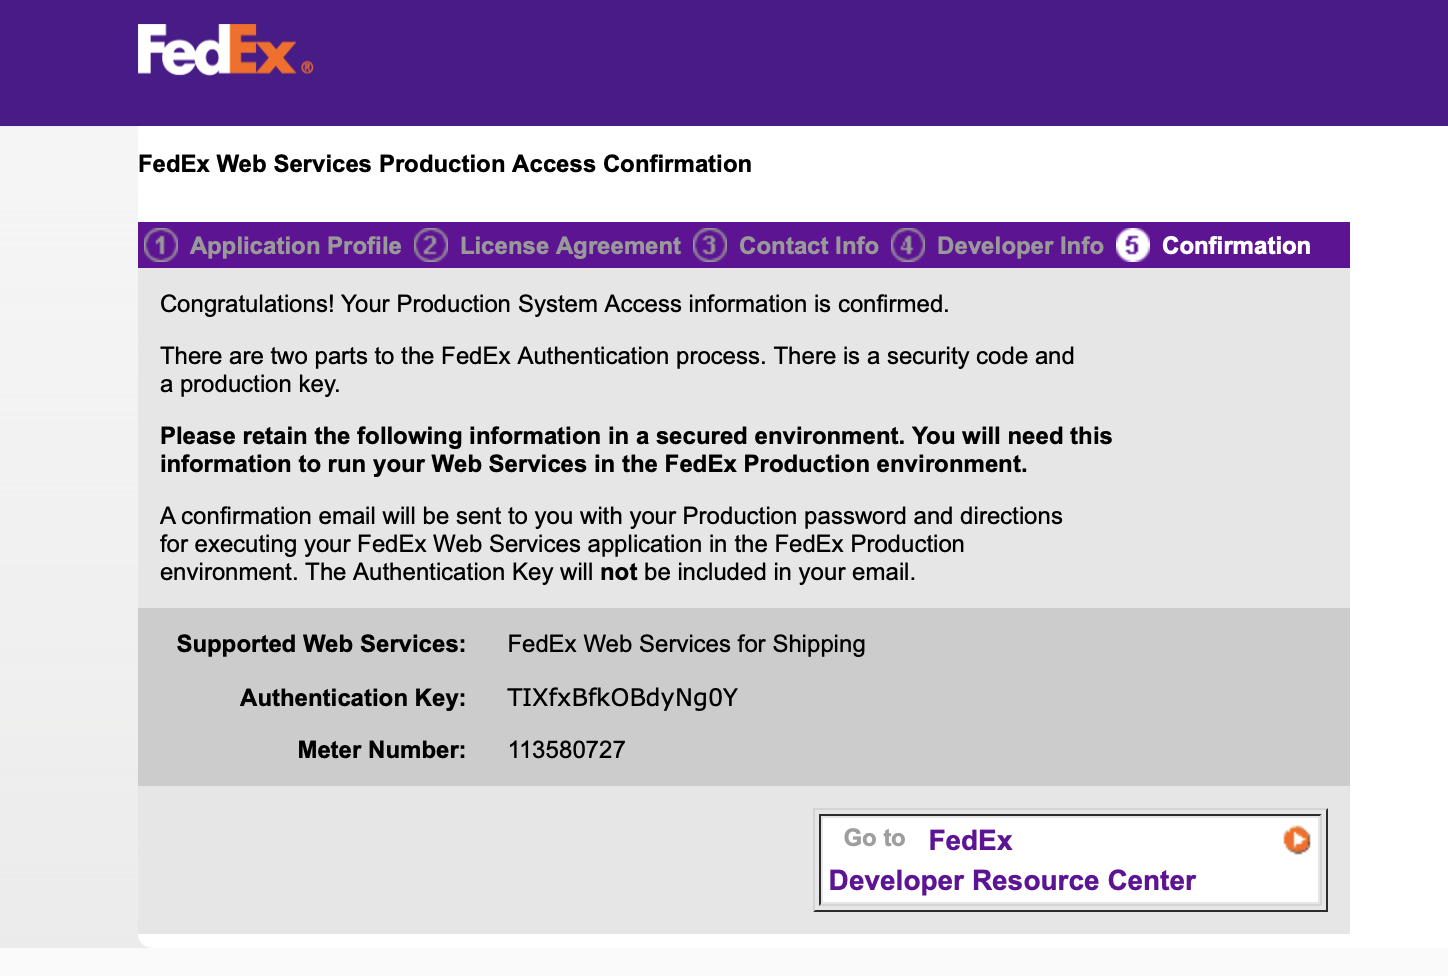 FedEx®
FedEx Web Services Production Access Confirmation
1 Application Profile 2 License Agreement 3 Contact Info 4 Developer Info 5 Confirmation
Congratulations! Your Production System Access information is confirmed.
There are two parts to the FedEx Authentication process. There is a security code and
a production key.
Please retain the following information in a secured environment. You will need this
information to run your Web Services in the FedEx Production environment.
A confirmation email will be sent to you with your Production password and directions
for executing your FedEx Web Services application in the FedEx Production
environment. The Authentication Key will not be included in your email.
Supported Web Services: FedEx Web Services for Shipping
Authentication Key: TIXfxBfkOBdyNg0Y
Meter Number: 113580727
Go to FedEx
Developer Resource Center